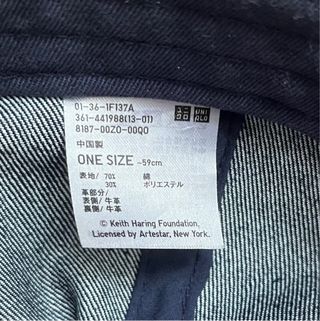 01-36-1F137A
361-441988(13-01)
8187-00Z0-00Q0
UNI QLO
中国製
ONE SIZE ~59cm
表地/ 70% 綿
30% ポリエステル
革部分/
表側/牛革
裏側/牛革
© Keith Haring Foundation.
Licensed by Artestar, New York.